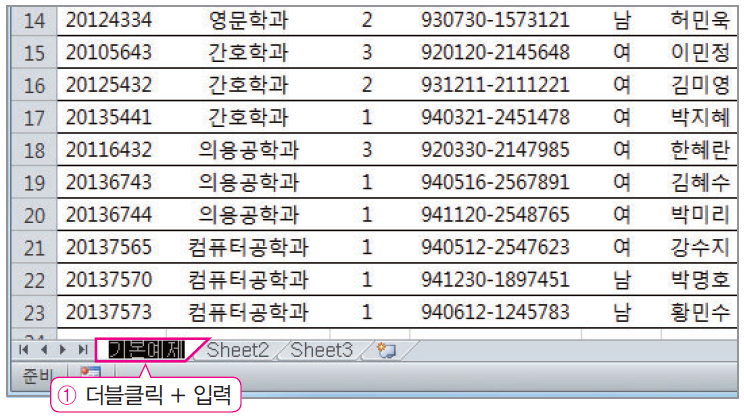 14 20124334 영문학과 2 930730-1573121 남 허민욱
15 20105643 간호학과 3 920120-2145648 여 이민정
16 20125432 간호학과 2 931211-2111221 여 김미영
17 20135441 간호학과 1 940321-2451478 여 박지혜
18 20116432 의용공학과 3 920330-2147985 여 한혜란
19 20136743 의용공학과 1 940516-2567891 여 김혜수
20 20136744 의용공학과 1 941120-2548765 여 박미리
21 20137565 컴퓨터공학과 1 940512-2547623 여 강수지
22 20137570 컴퓨터공학과 1 941230-1897451 남 박명호
23 20137573 컴퓨터공학과 1 940612-1245783 남 황민수
기본예제 Sheet2 Sheet3
준비
① 더블클릭 + 입력